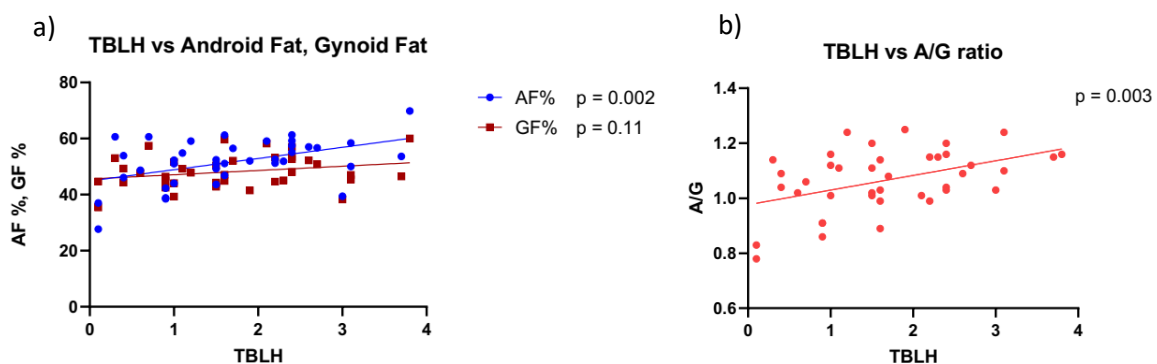 a)
TBLH vs Android Fat, Gynoid Fat
80
60
40
20
0
0 1 2 3 4
AF %, GF %
TBLH
AF% p = 0.002
GF% p = 0.11
b)
TBLH vs A/G ratio
p = 0.003
1.4
1.2
1.0
0.8
0.6
0 1 2 3 4
A/G
TBLH